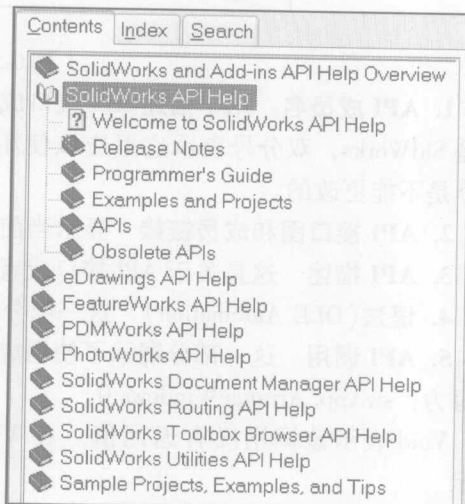 Contents Index Search
SolidWorks and Add-ins API Help Overview
SolidWorks API Help
Welcome to SolidWorks API Help
Release Notes
Programmer's Guide
Examples and Projects
APIs
Obsolete APIs
eDrawings API Help
FeatureWorks API Help
PDMWorks API Help
PhotoWorks API Help
SolidWorks Document Manager API Help
SolidWorks Routing API Help
SolidWorks Toolbox Browser API Help
SolidWorks Utilities API Help
Sample Projects, Examples, and Tips